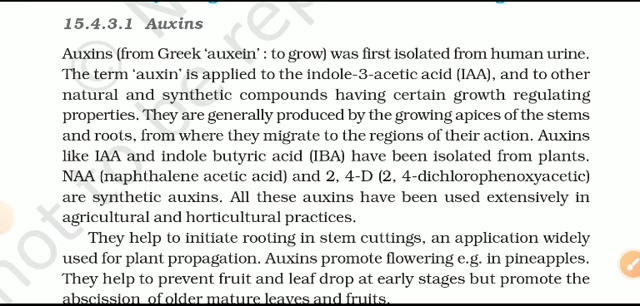 15.4.3.1 Auxins
Auxins (from Greek ‘auxein’ : to grow) was first isolated from human urine.
The term ‘auxin’ is applied to the indole-3-acetic acid (IAA), and to other
natural and synthetic compounds having certain growth regulating
properties. They are generally produced by the growing apices of the stems
and roots, from where they migrate to the regions of their action. Auxins
like IAA and indole butyric acid (IBA) have been isolated from plants.
NAA (naphthalene acetic acid) and 2, 4-D (2, 4-dichlorophenoxyacetic)
are synthetic auxins. All these auxins have been used extensively in
agricultural and horticultural practices.
They help to initiate rooting in stem cuttings, an application widely
used for plant propagation. Auxins promote flowering e.g. in pineapples.
They help to prevent fruit and leaf drop at early stages but promote the
abscission of older mature leaves and fruits.
not to be re
©